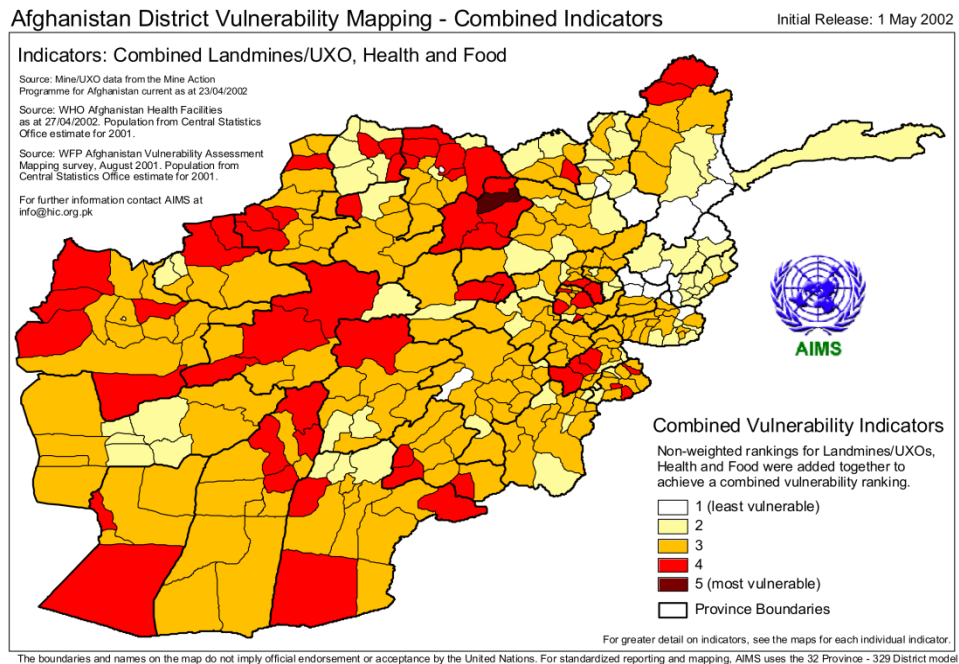 Afghanistan District Vulnerability Mapping - Combined Indicators
Initial Release: 1 May 2002
Indicators: Combined Landmines/UXO, Health and Food
Source: Mine/UXO data from the Mine Action
Programme for Afghanistan current as at 23/04/2002
Source: WHO Afghanistan Health Facilities
as at 27/04/2002. Population from Central Statistics
Office estimate for 2001.
Source: WFP Afghanistan Vulnerability Assessment
Mapping survey, August 2001. Population from
Central Statistics Office estimate for 2001.
For further information contact AIMS at
info@hic.org.pk
AIMS
Combined Vulnerability Indicators
Non-weighted rankings for Landmines/UXOs,
Health and Food were added together to
achieve a combined vulnerability ranking.
1 (least vulnerable)
2
3
4
5 (most vulnerable)
Province Boundaries
For greater detail on indicators, see the maps for each individual indicator.
The boundaries and names on the map do not imply official endorsement or acceptance by the United Nations. For standardized reporting and mapping, AIMS uses the 32 Province - 329 District model